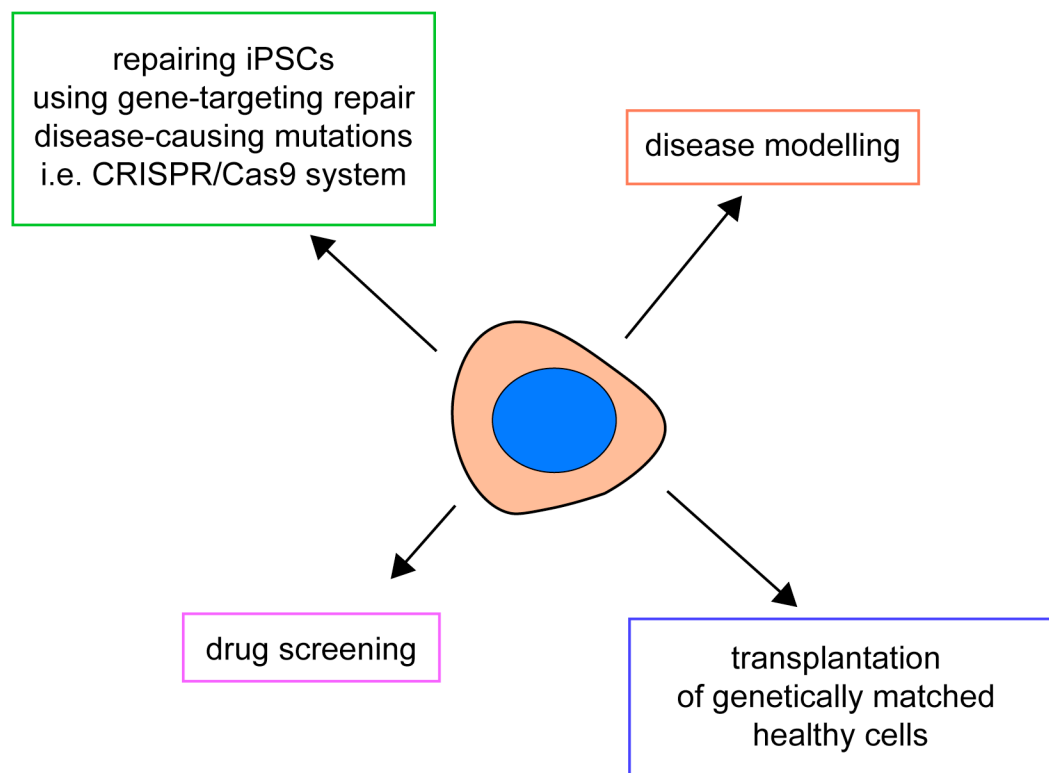 repairing iPSCs
using gene-targeting repair
disease-causing mutations
i.e. CRISPR/Cas9 system
disease modelling
drug screening
transplantation
of genetically matched
healthy cells